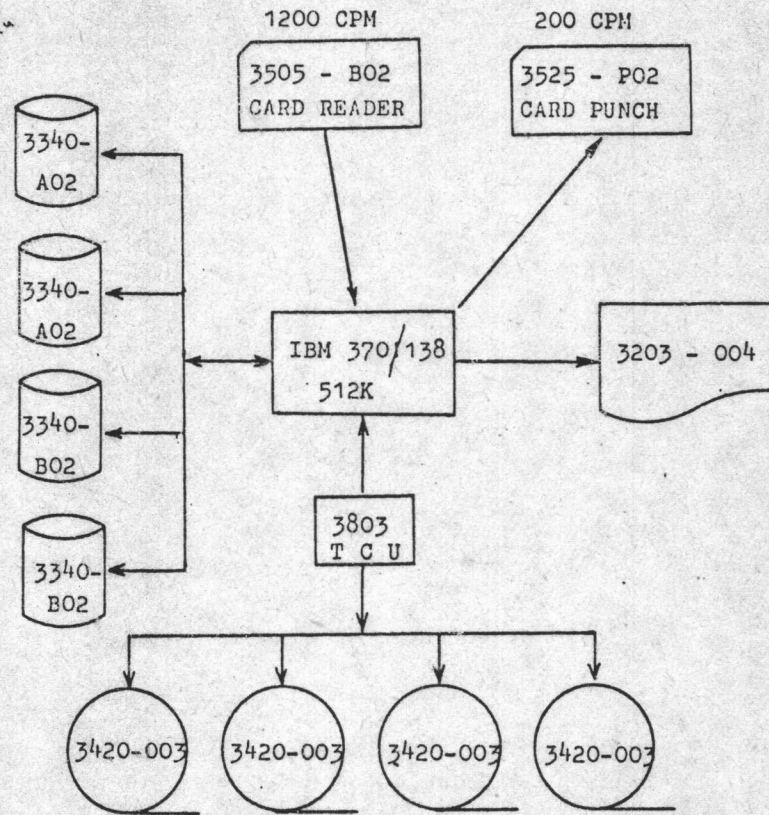 1200 CPM
200 CPM
3505 - B02
CARD READER
3525 - P02
CARD PUNCH
3340-
A02
3340-
A02
3340-
B02
3340-
B02
IBM 370/138
512K
3203 - 004
3803
T C U
3420-003
3420-003
3420-003
3420-003